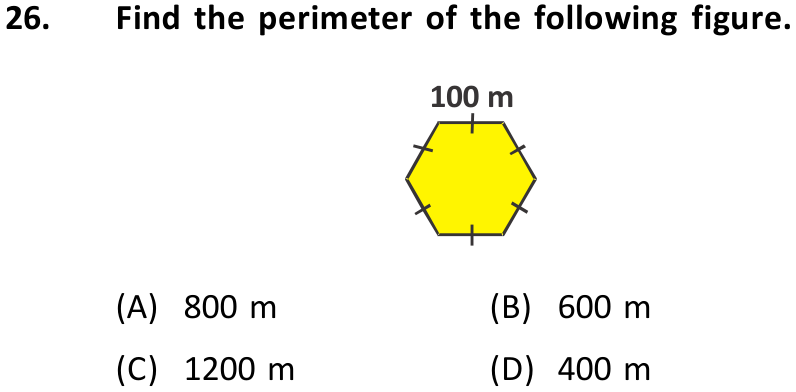 26. Find the perimeter of the following figure.
100 m
(A) 800 m (B) 600 m
(C) 1200 m (D) 400 m